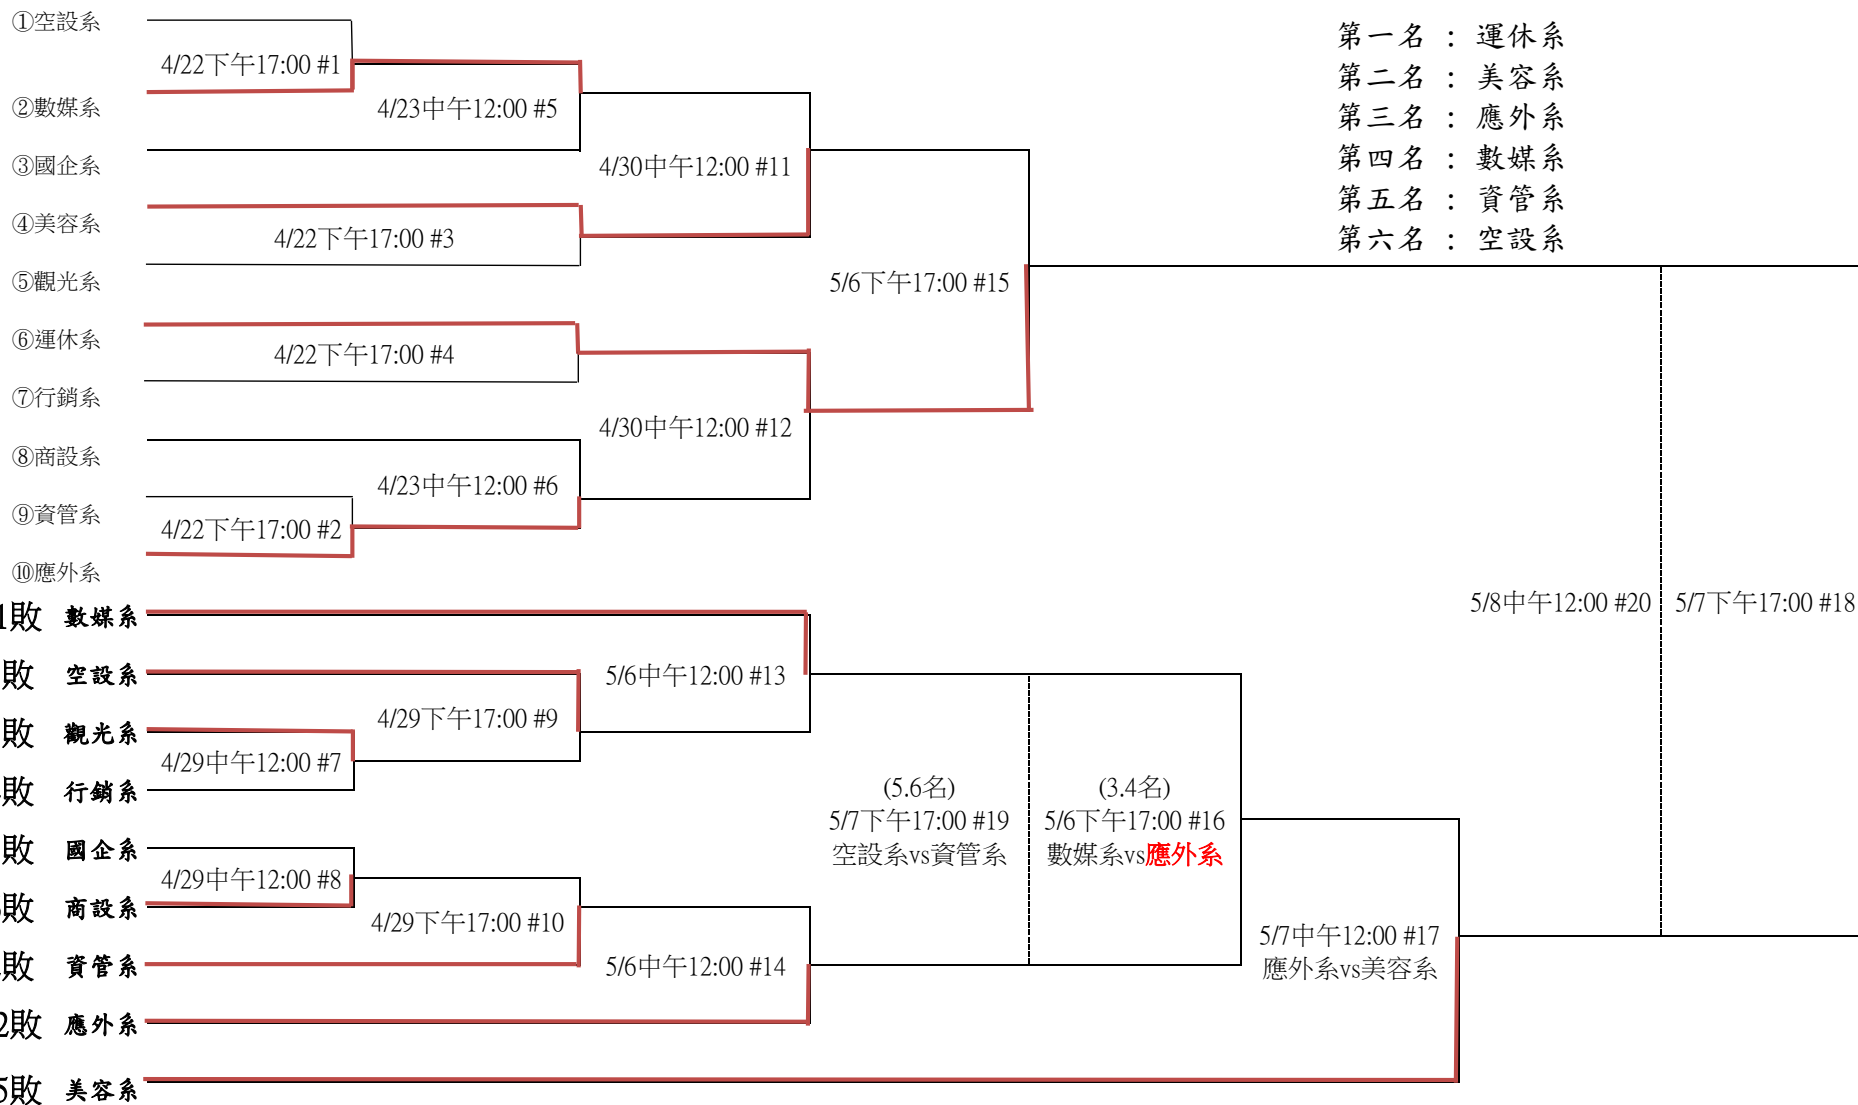 ①空設系
4/22下午17:00 #1
②數媒系
4/23中午12:00 #5
③國企系
4/30中午12:00 #11
④美容系
4/22下午17:00 #3
⑤觀光系
5/6下午17:00 #15
⑥運休系
4/22下午17:00 #4
⑦行銷系
4/30中午12:00 #12
⑧商設系
4/23中午12:00 #6
⑨資管系
4/22下午17:00 #2
⑩應外系
第一名 : 運休系
第二名 : 美容系
第三名 : 應外系
第四名 : 數媒系
第五名 : 資管系
第六名 : 空設系
5/8中午12:00 #20
5/7下午17:00 #18
1敗 數媒系
敗 空設系
5/6中午12:00 #13
4/29下午17:00 #9
敗 觀光系
4/29中午12:00 #7
敗 行銷系
敗 國企系
4/29中午12:00 #8
敗 商設系
4/29下午17:00 #10
敗 資管系
5/6中午12:00 #14
2敗 應外系
5敗 美容系
(5.6名)
5/7下午17:00 #19
空設系vs資管系
(3.4名)
5/6下午17:00 #16
數媒系vs應外系
5/7中午12:00 #17
應外系vs美容系